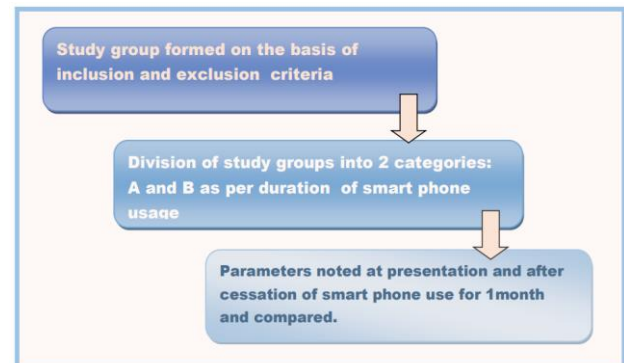 Study group formed on the basis of
inclusion and exclusion criteria
Division of study groups into 2 categories:
A and B as per duration of smart phone
usage
Parameters noted at presentation and after
cessation of smart phone use for 1month
and compared.